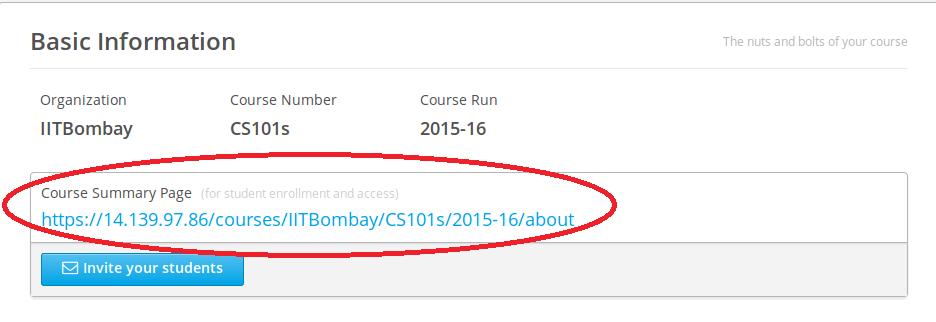 Basic Information
The nuts and bolts of your course
Organization Course Number Course Run
IITBombay CS101s 2015-16
Course Summary Page (for student enrollment and access)
https://14.139.97.86/courses/IITBombay/CS101s/2015-16/about
Invite your students